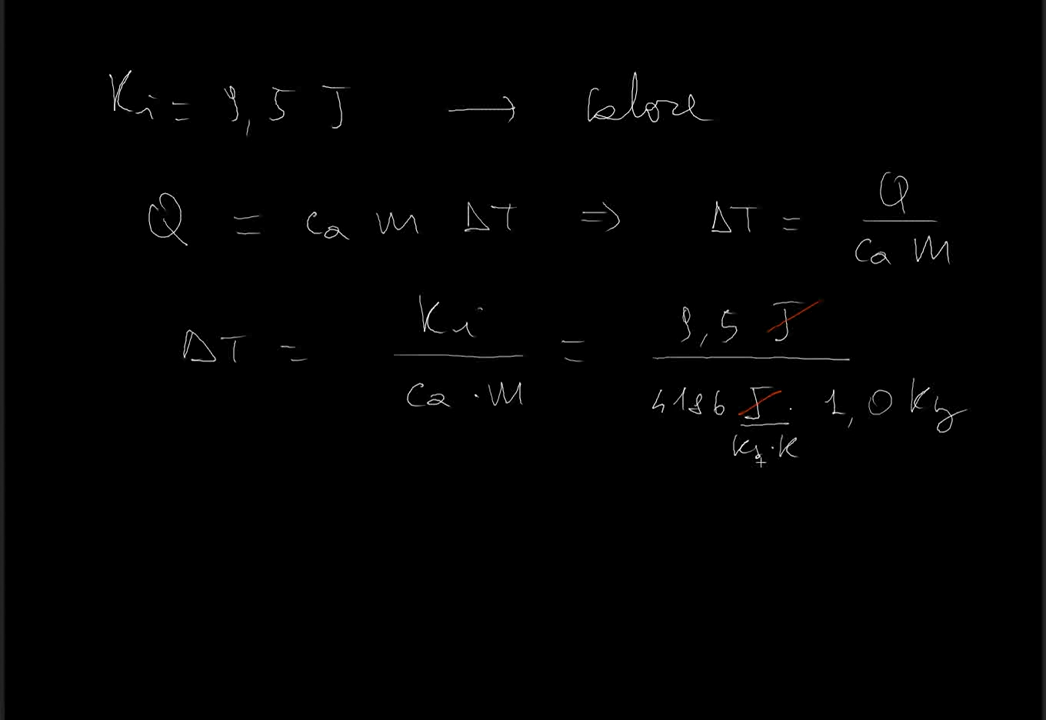 Ki = 9,5 J → calore
Q = ca m ΔT ⇒ ΔT = Q / (ca m)
ΔT = Ki / (ca · m) = 9,5 J / (4186 J / (kg · K) · 1,0 kg)